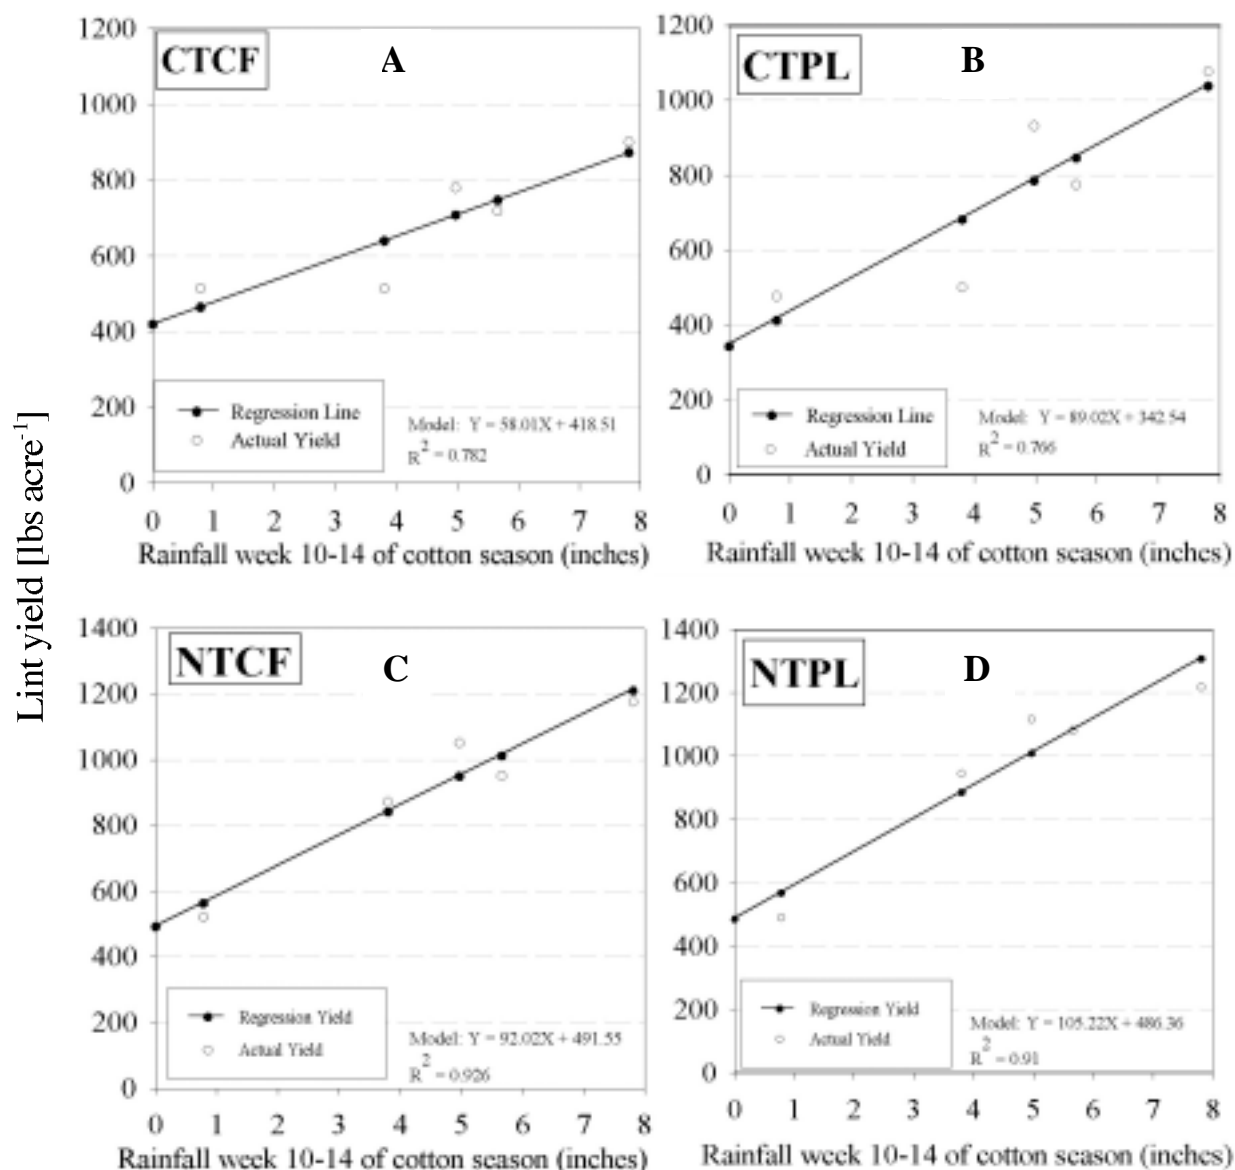 Lint yield [lbs acre-1]
1200
1000
800
600
400
200
0
CTCF
A
Regression Line
Actual Yield
Model: Y = 58.01X + 418.51
R2 = 0.782
0 1 2 3 4 5 6 7 8
Rainfall week 10-14 of cotton season (inches)
1200
1000
800
600
400
200
0
CTPL
B
Regression Line
Actual Yield
Model: Y = 89.02X + 342.54
R2 = 0.766
0 1 2 3 4 5 6 7 8
Rainfall week 10-14 of cotton season (inches)
1400
1200
1000
800
600
400
200
0
NTCF
C
Regression Yield
Actual Yield
Model: Y = 92.02X + 491.55
R2 = 0.926
0 1 2 3 4 5 6 7 8
Rainfall week 10-14 of cotton season (inches)
1400
1200
1000
800
600
400
200
0
NTPL
D
Regression Yield
Actual Yield
Model: Y = 105.22X + 486.36
R2 = 0.91
0 1 2 3 4 5 6 7 8
Rainfall week 10-14 of cotton season (inches)